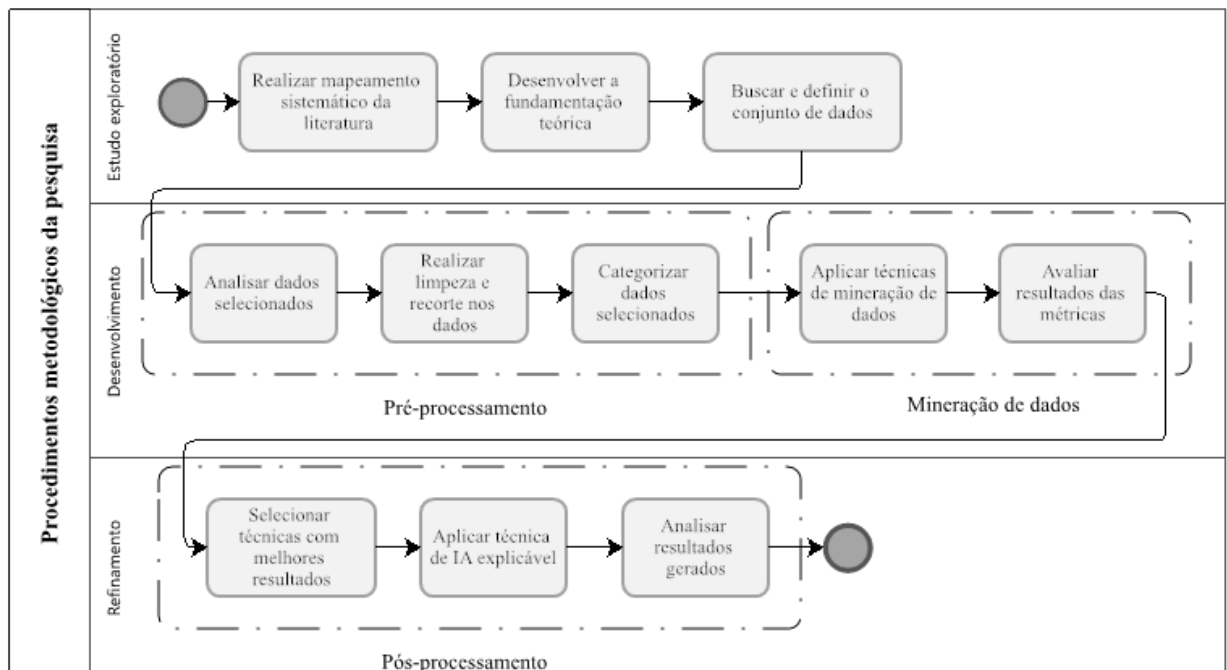 Procedimentos metodológicos da pesquisa
Estudo exploratório
Realizar mapeamento
sistemático da
literatura
Desenvolver a
fundamentação
teórica
Buscar e definir o
conjunto de dados
Desenvolvimento
Analisar dados
selecionados
Realizar
limpeza e
recorte nos
dados
Categorizar
dados
selecionados
Pré-processamento
Aplicar técnicas
de mineração de
dados
Avaliar
resultados das
métricas
Mineração de dados
Refinamento
Selecionar
técnicas com
melhores
resultados
Aplicar técnica
de IA explicável
Analisar
resultados
gerados
Pós-processamento